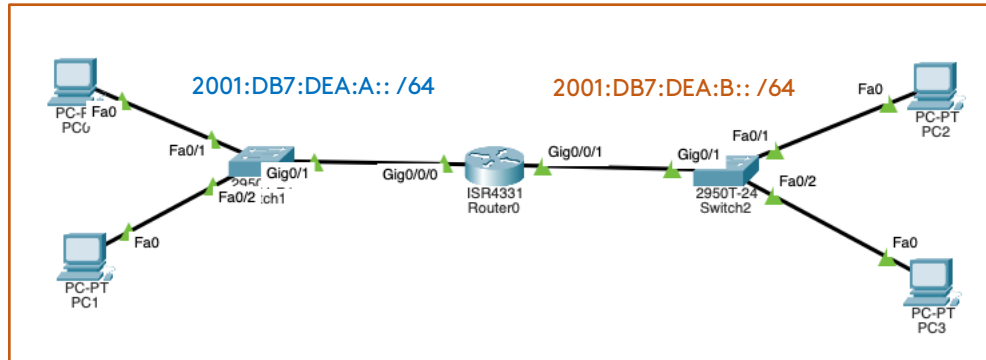 2001:DB7:DEA:A:: /64
2001:DB7:DEA:B:: /64
Fa0
PC0
Fa0/1
Gig0/1
Fa0/2
Fa0
PC-PT
PC1
Gig0/0/0
ISR4331
Router0
Gig0/0/1
Gig0/1
Fa0/1
2950T-24
Switch2
Fa0/2
Fa0
PC-PT
PC2
Fa0
PC-PT
PC3